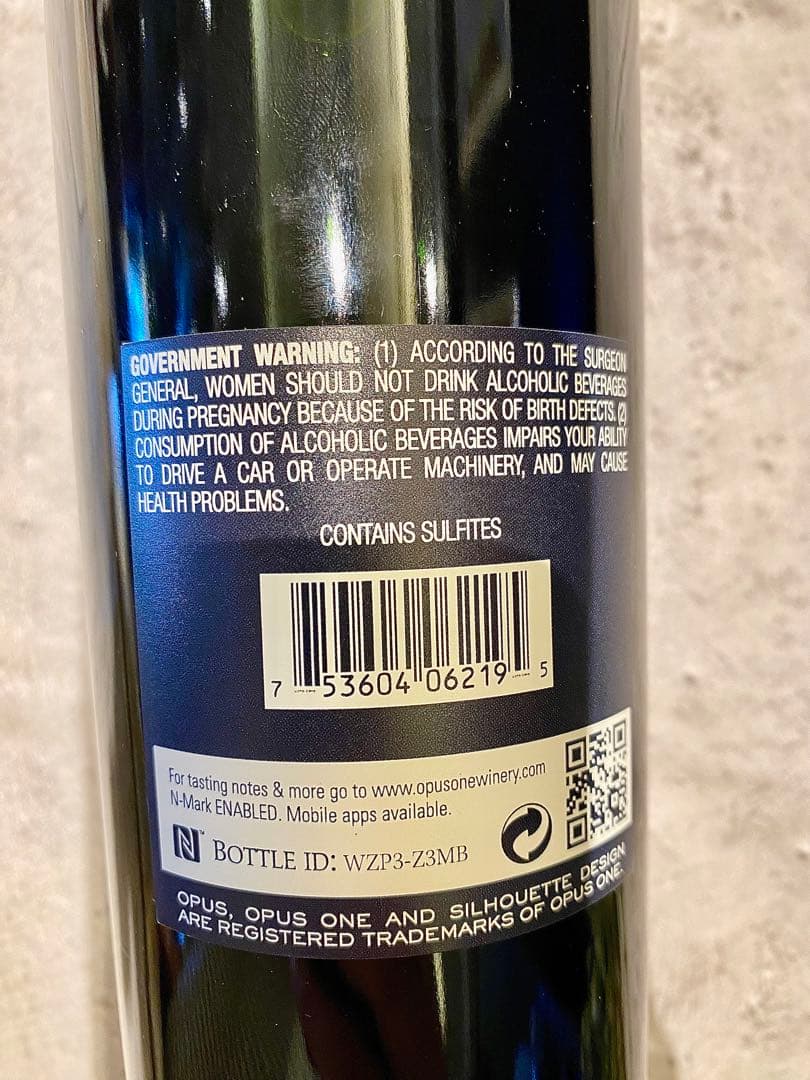 GOVERNMENT WARNING: (1) ACCORDING TO THE SURGEON
GENERAL, WOMEN SHOULD NOT DRINK ALCOHOLIC BEVERAGES
DURING PREGNANCY BECAUSE OF THE RISK OF BIRTH DEFECTS. (2)
CONSUMPTION OF ALCOHOLIC BEVERAGES IMPAIRS YOUR ABILITY
TO DRIVE A CAR OR OPERATE MACHINERY, AND MAY CAUSE
HEALTH PROBLEMS.
CONTAINS SULFITES
7 53604 06219 5
For tasting notes & more go to www.opusonewinery.com
N-Mark ENABLED. Mobile apps available.
N™ BOTTLE ID: WZP3-Z3MB
OPUS, OPUS ONE AND SILHOUETTE DESIGN
ARE REGISTERED TRADEMARKS OF OPUS ONE.